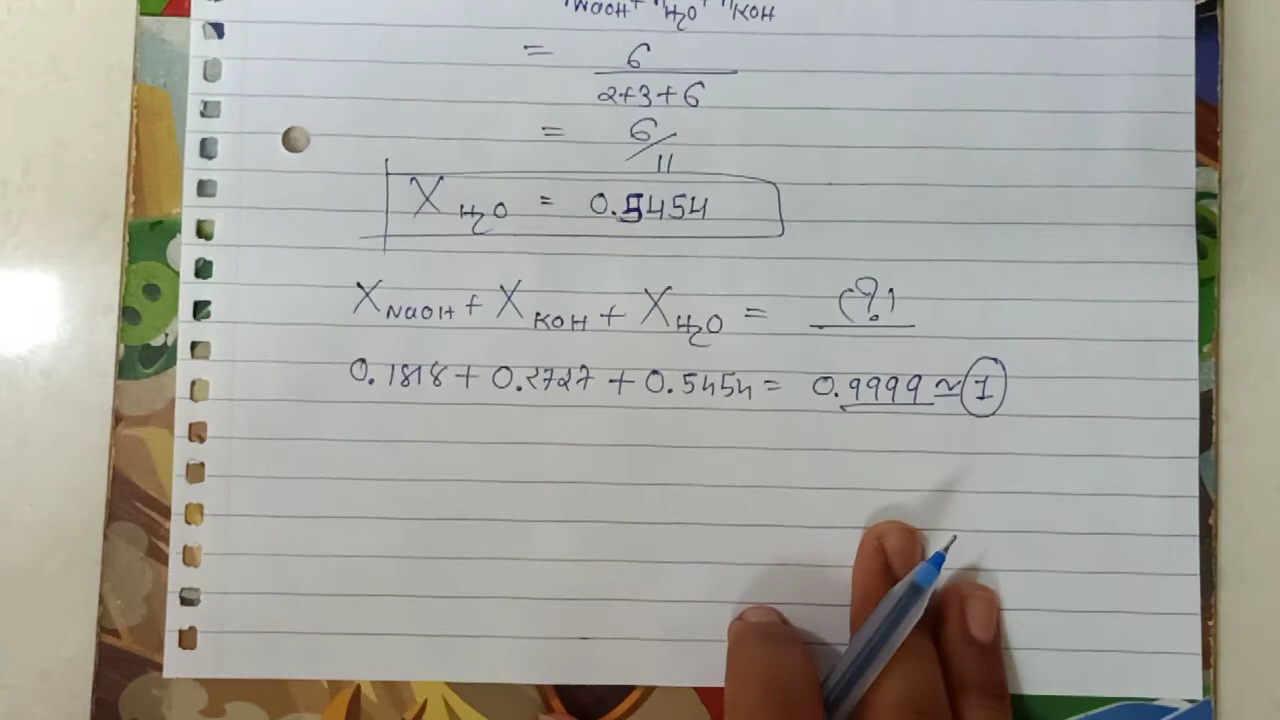 nNaOH + nH2O + nKOH
= 6
2+3+6
= 6/11
XH2O = 0.5454
XNaOH + XKOH + XH2O = (?)
0.1818 + 0.2727 + 0.5454 = 0.9999 ≃ 1